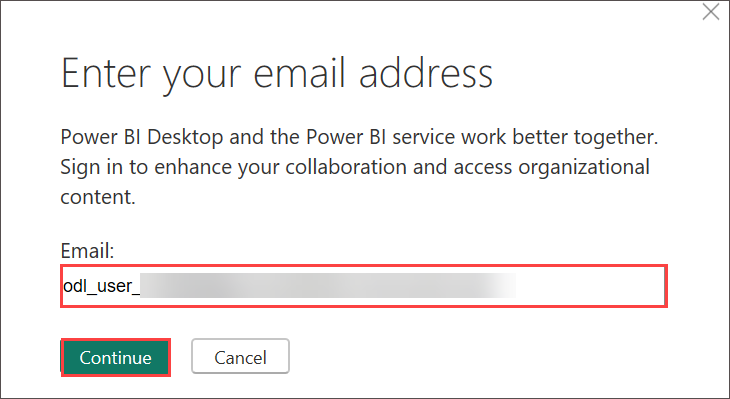 Enter your email address
Power BI Desktop and the Power BI service work better together.
Sign in to enhance your collaboration and access organizational
content.
Email:
odl_user_
Continue
Cancel